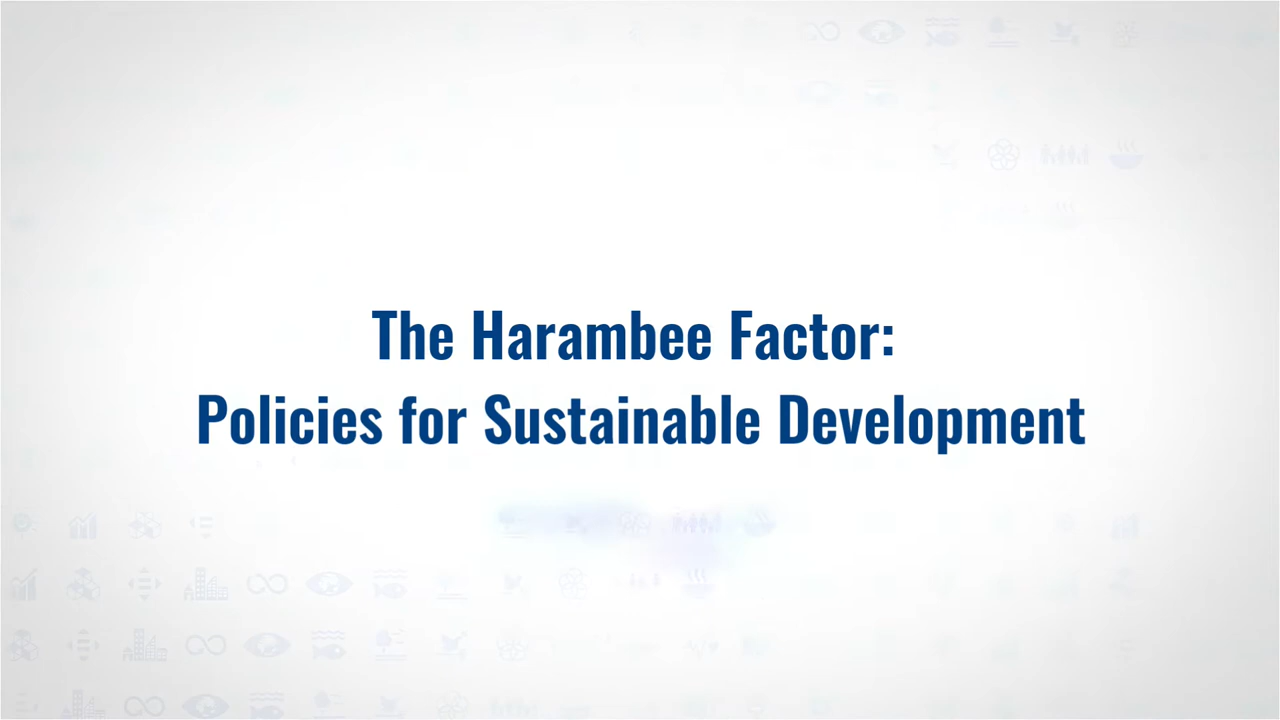 The Harambee Factor:
Policies for Sustainable Development